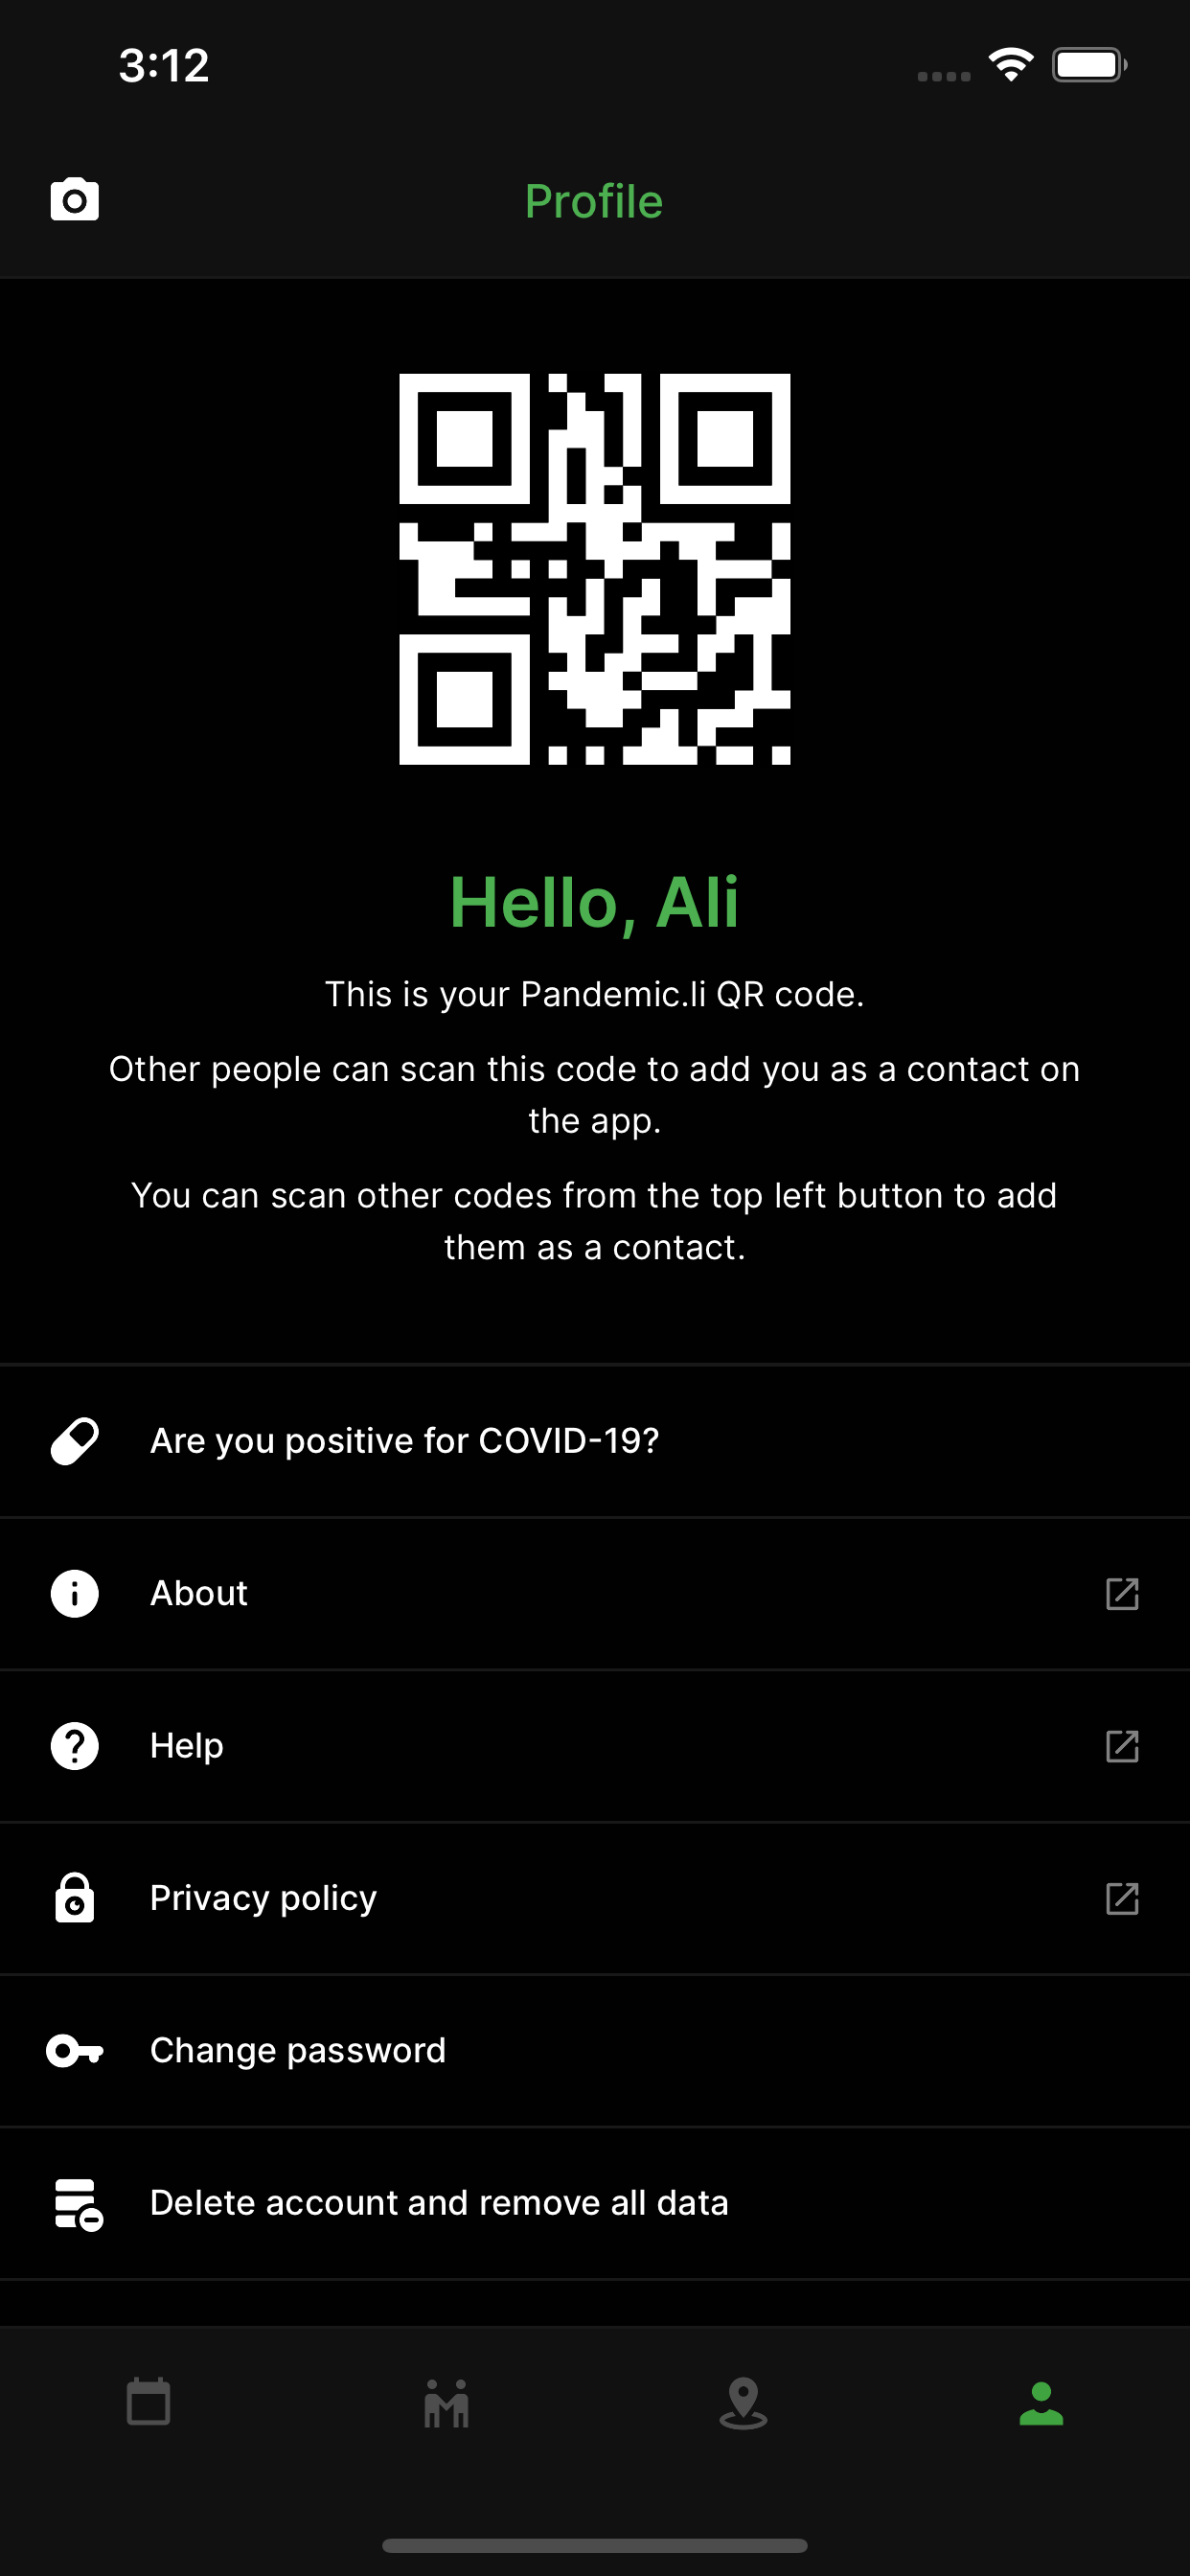 3:12
Profile
Hello, Ali
This is your Pandemic.li QR code.
Other people can scan this code to add you as a contact on
the app.
You can scan other codes from the top left button to add
them as a contact.
Are you positive for COVID-19?
About
Help
Privacy policy
Change password
Delete account and remove all data